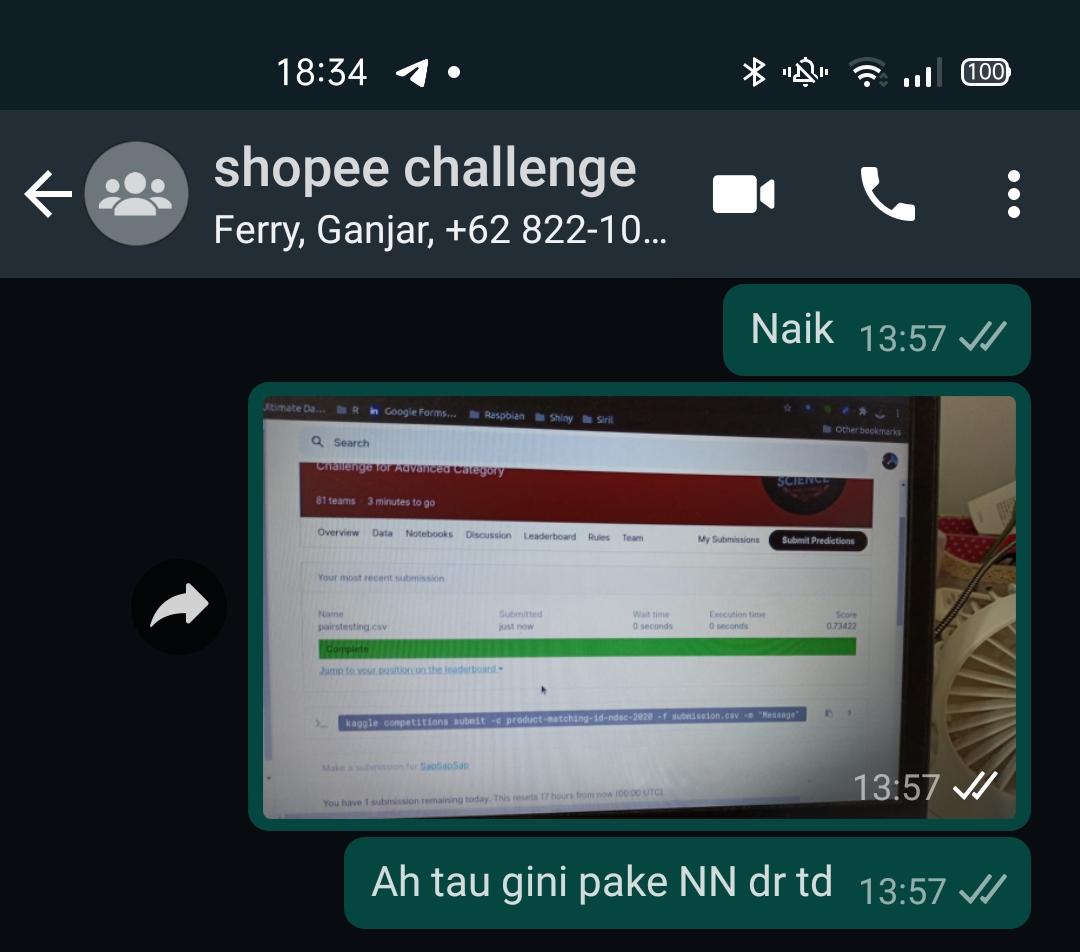 18:34
100
shopee challenge
Ferry, Ganjar, +62 822-10...
Naik 13:57
Ultimate Da... R in Google Forms... Raspbian Shiny Siril
Other bookmarks
Search
Challenge for Advanced Category
SCIENCE
81 teams · 3 minutes to go
Overview Data Notebooks Discussion Leaderboard Rules Team My Submissions Submit Predictions
Your most recent submission
Name Submitted Wait time Execution time Score
pairstesting.csv just now 0 seconds 0 seconds 0.73422
Complete
Jump to your position on the leaderboard
>_ kaggle competitions submit -c product-matching-id-ndsc-2020 -f submission.csv -m "Message"
Make a submission for SapSapSap
You have 1 submission remaining today. This resets 17 hours from now (00:00 UTC).
13:57
Ah tau gini pake NN dr td 13:57